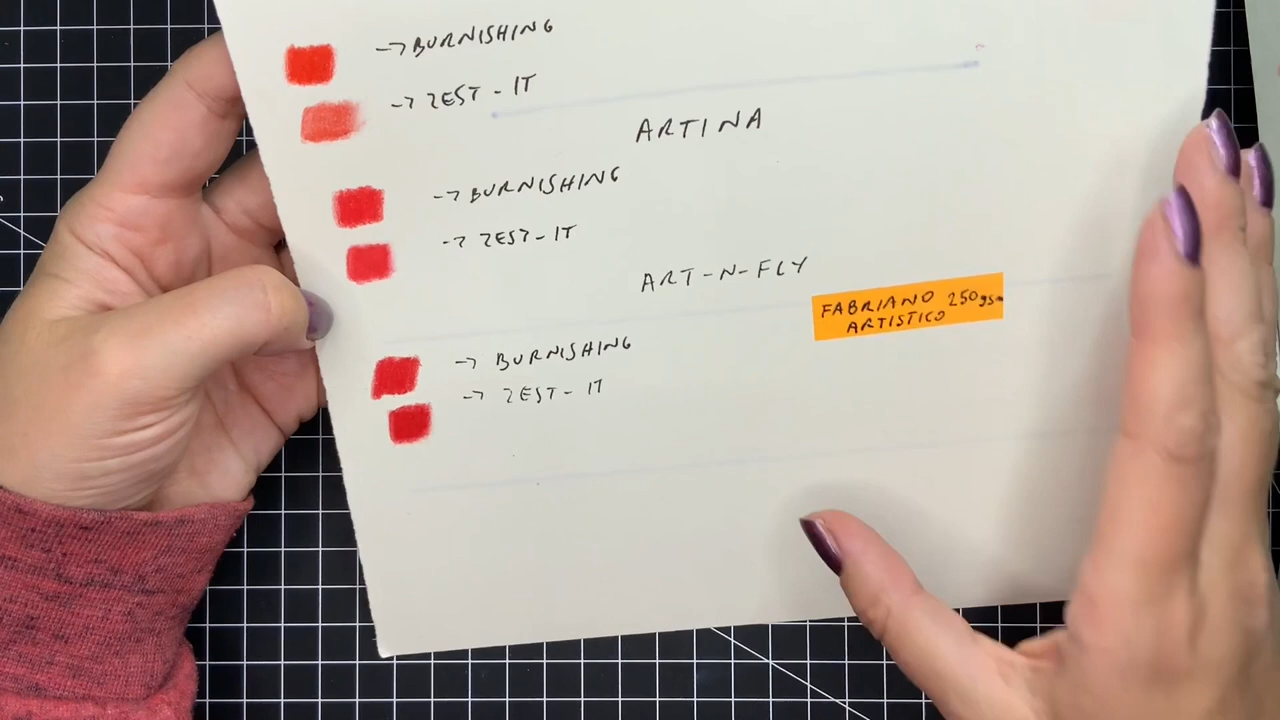 → BURNISHING
→ ZEST-IT
ARTINA
→ BURNISHING
→ ZEST-IT
ART-N-FLY
FABRIANO 250gsm
ARTISTICO
→ BURNISHING
→ ZEST-IT